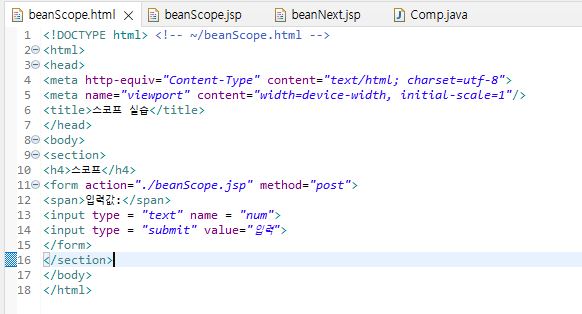 beanScope.html beanScope.jsp beanNext.jsp Comp.java
1 <!DOCTYPE html> <!-- ~/beanScope.html -->
2 <html>
3 <head>
4 <meta http-equiv="Content-Type" content="text/html; charset=utf-8">
5 <meta name="viewport" content="width=device-width, initial-scale=1"/>
6 <title>스코프 실습</title>
7 </head>
8 <body>
9 <section>
10 <h4>스코프</h4>
11 <form action="./beanScope.jsp" method="post">
12 <span>입력값:</span>
13 <input type = "text" name = "num">
14 <input type = "submit" value="입력">
15 </form>
16 </section>
17 </body>
18 </html>